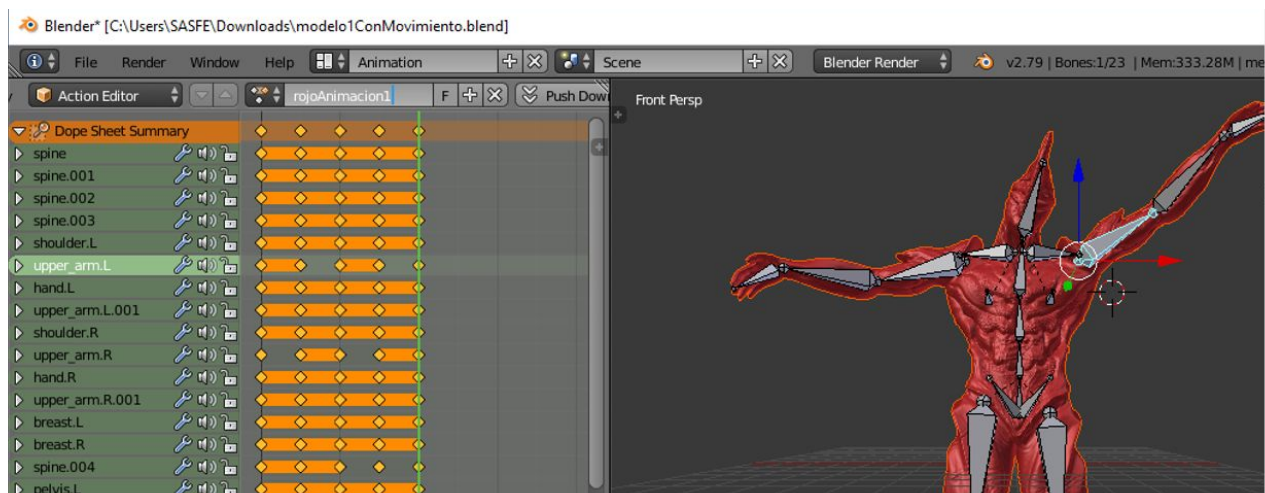 Blender* [C:\Users\SASFE\Downloads\modelo1ConMovimiento.blend]
File Render Window Help Animation Scene Blender Render v2.79 | Bones:1/23 | Mem:333.28M | me
Action Editor rojoAnimacion1 F Push Down
Front Persp
Dope Sheet Summary
spine
spine.001
spine.002
spine.003
shoulder.L
upper_arm.L
hand.L
upper_arm.L.001
shoulder.R
upper_arm.R
hand.R
upper_arm.R.001
breast.L
breast.R
spine.004
pelvis.L